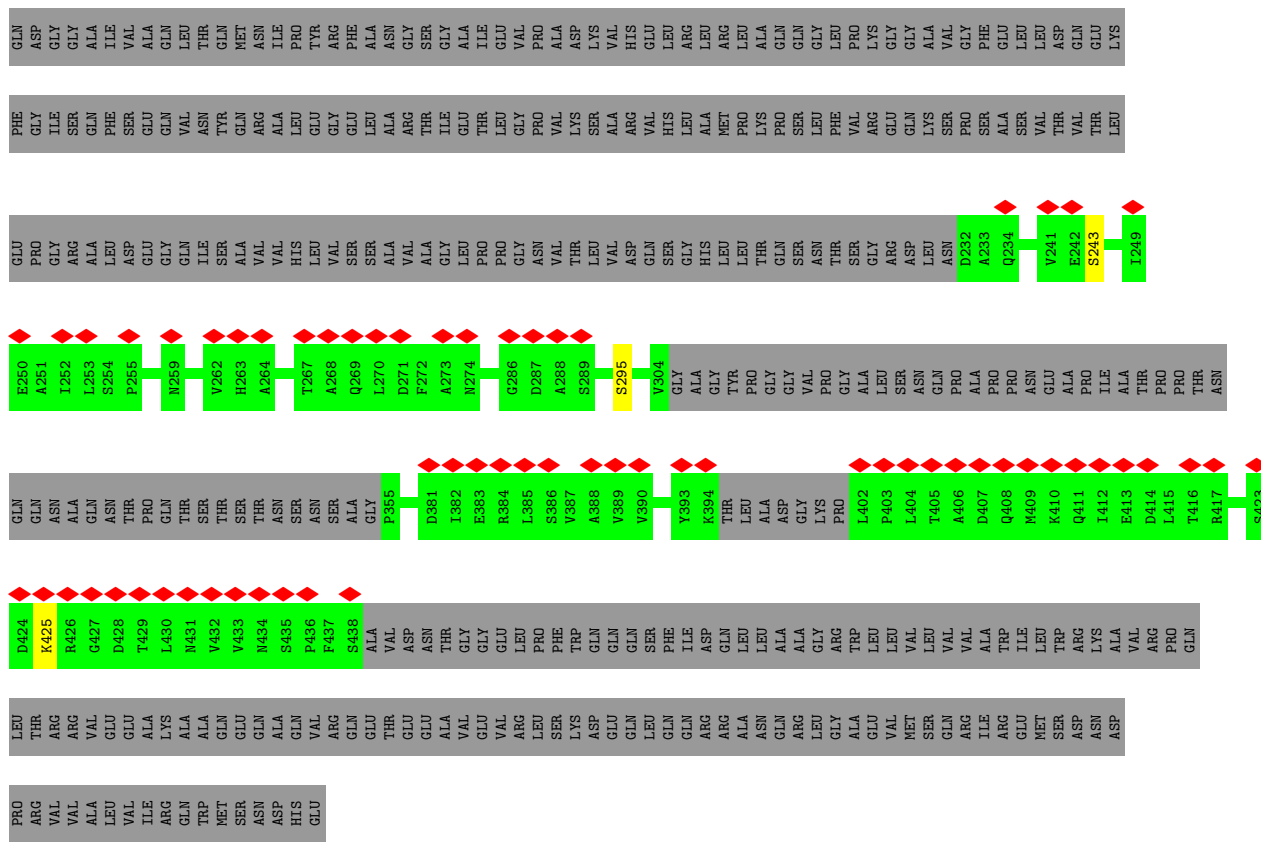 GLN ASP GLY GLY ALA ILE VAL ALA GLN LEU THR GLN MET ASN ILE PRO TYR ARG PHE ALA ASN GLY SER GLY ALA ILE GLU VAL PRO ALA ASP LYS VAL HIS GLU LEU ARG LEU ARG LEU ALA GLN GLN GLY LEU PRO LYS GLY GLY ALA VAL GLY PHE GLU LEU LEU ASP GLN GLU LYS
PHE GLY ILE SER GLN PHE SER GLU GLN VAL ASN TYR GLN ARG ALA LEU GLU GLY GLU LEU ALA ARG THR ILE GLU THR LEU GLY PRO VAL LYS SER ALA ARG VAL HIS LEU ALA MET PRO LYS PRO SER LEU PHE VAL ARG GLU GLN LYS SER PRO SER ALA SER VAL THR VAL THR LEU
GLU PRO GLY ARG ALA LEU ASP GLU GLY GLN ILE SER ALA VAL VAL HIS LEU VAL SER SER ALA VAL ALA GLY LEU PRO PRO GLY ASN VAL THR LEU VAL ASP GLN SER GLY HIS LEU LEU THR GLN SER ASN THR SER GLY ARG ASP LEU ASN D232 A233 Q234 V241 E242 S243 I249
E250 A251 I252 L253 S254 P255 N259 V262 H263 A264 T267 A268 Q269 L270 D271 F272 A273 N274 G286 D287 A288 S289 S295 V304 GLY ALA GLY TYR PRO GLY GLY VAL PRO GLY ALA LEU SER ASN GLN PRO ALA PRO PRO ASN GLU ALA PRO ILE ALA THR PRO PRO THR ASN
GLN GLN ASN ALA GLN ASN THR PRO GLN THR SER THR SER THR ASN SER ASN SER ALA GLY P355 D381 I382 E383 R384 L385 S386 V387 A388 V389 V390 Y393 K394 THR LEU ALA ASP GLY LYS PRO L402 P403 L404 T405 A406 D407 Q408 M409 K410 Q411 I412 E413 D414 L415 T416 R417 S423
D424 K425 R426 G427 D428 T429 L430 N431 V432 V433 N434 S435 P436 F437 S438 ALA VAL ASP ASN THR GLY GLY GLU LEU PRO PHE TRP GLN GLN GLN SER PHE ILE ASP GLN LEU LEU ALA ALA GLY ARG TRP LEU LEU VAL LEU VAL VAL ALA TRP ILE LEU TRP ARG LYS ALA VAL ARG PRO GLN
LEU THR ARG ARG VAL GLU GLU ALA LYS ALA ALA GLN GLU GLN ALA GLN VAL ARG GLN GLU THR GLU GLU ALA VAL GLU VAL ARG LEU SER LYS ASP GLU GLN LEU GLN GLN ARG ARG ALA ASN GLN ARG LEU GLY ALA GLU VAL MET SER GLN ARG ILE ARG GLU MET SER ASP ASN ASP
PRO ARG VAL VAL ALA LEU VAL ILE ARG GLN TRP MET SER ASN ASP HIS GLU